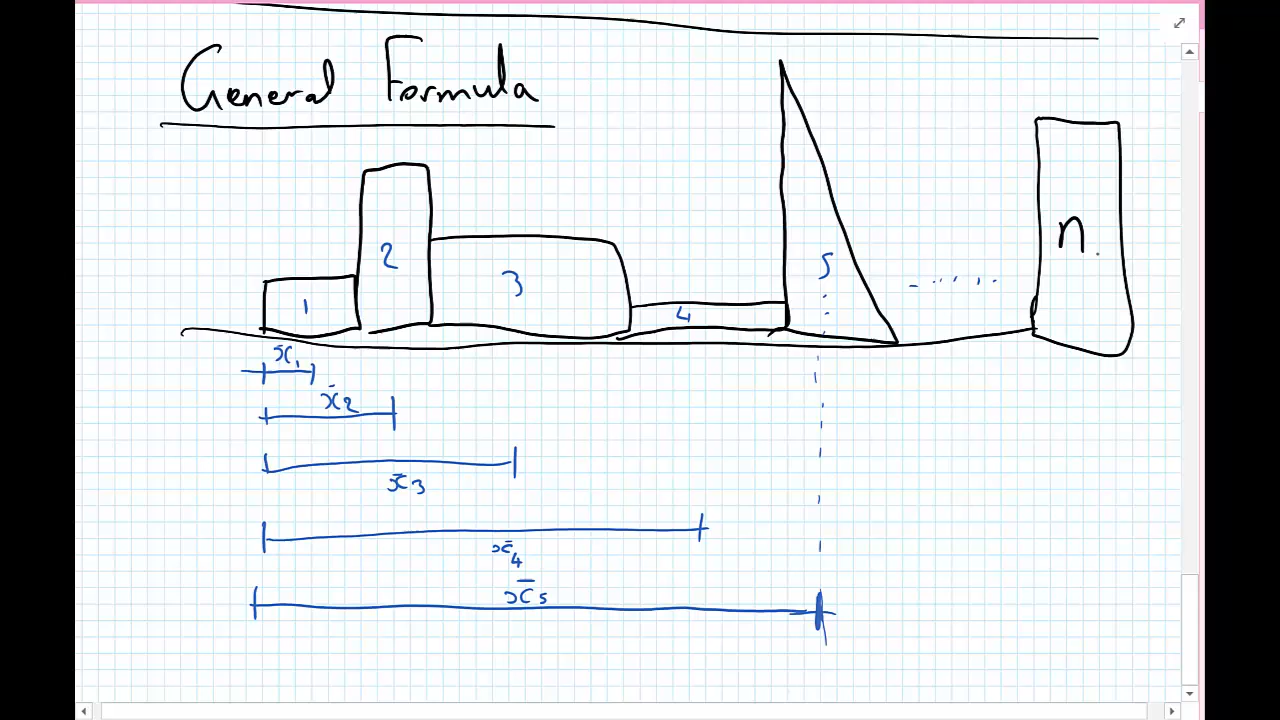 General Formula
1 2 3 4 5 ...... n
x̄₁
x̄₂
x̄₃
x̄₄
x̄₅